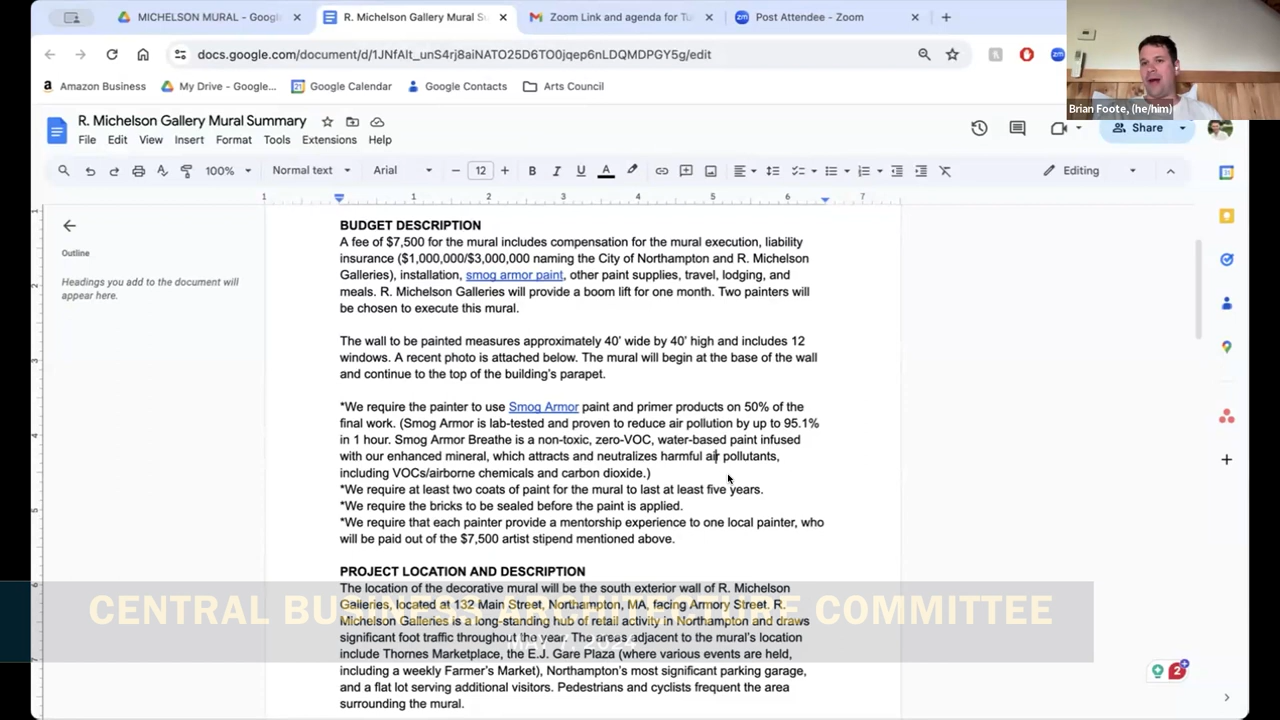 MICHELSON MURAL - Googl
R. Michelson Gallery Mural Su
Zoom Link and agenda for Tu
Post Attendee - Zoom
docs.google.com/document/d/1JNfAlt_unS4rj8aiNATO25D6TO0jqep6nLDQMDPGY5g/edit
Amazon Business
My Drive - Google...
Google Calendar
Google Contacts
Arts Council
Brian Foote, (he/him)
R. Michelson Gallery Mural Summary
File Edit View Insert Format Tools Extensions Help
Share
100% Normal text Arial 12 B I U A Editing
1 1 2 3 4 5 6 7
Outline
Headings you add to the document will
appear here.
BUDGET DESCRIPTION
A fee of $7,500 for the mural includes compensation for the mural execution, liability
insurance ($1,000,000/$3,000,000 naming the City of Northampton and R. Michelson
Galleries), installation, smog armor paint, other paint supplies, travel, lodging, and
meals. R. Michelson Galleries will provide a boom lift for one month. Two painters will
be chosen to execute this mural.
The wall to be painted measures approximately 40' wide by 40' high and includes 12
windows. A recent photo is attached below. The mural will begin at the base of the wall
and continue to the top of the building's parapet.
*We require the painter to use Smog Armor paint and primer products on 50% of the
final work. (Smog Armor is lab-tested and proven to reduce air pollution by up to 95.1%
in 1 hour. Smog Armor Breathe is a non-toxic, zero-VOC, water-based paint infused
with our enhanced mineral, which attracts and neutralizes harmful air pollutants,
including VOCs/airborne chemicals and carbon dioxide.)
*We require at least two coats of paint for the mural to last at least five years.
*We require the bricks to be sealed before the paint is applied.
*We require that each painter provide a mentorship experience to one local painter, who
will be paid out of the $7,500 artist stipend mentioned above.
PROJECT LOCATION AND DESCRIPTION
The location of the decorative mural will be the south exterior wall of R. Michelson
Galleries, located at 132 Main Street, Northampton, MA, facing Armory Street. R.
Michelson Galleries is a long-standing hub of retail activity in Northampton and draws
significant foot traffic throughout the year. The areas adjacent to the mural's location
include Thornes Marketplace, the E.J. Gare Plaza (where various events are held,
including a weekly Farmer's Market), Northampton's most significant parking garage,
and a flat lot serving additional visitors. Pedestrians and cyclists frequent the area
surrounding the mural.
CENTRAL BUSINESS ARCHITECTURE COMMITTEE
MAY 7, 2024
2